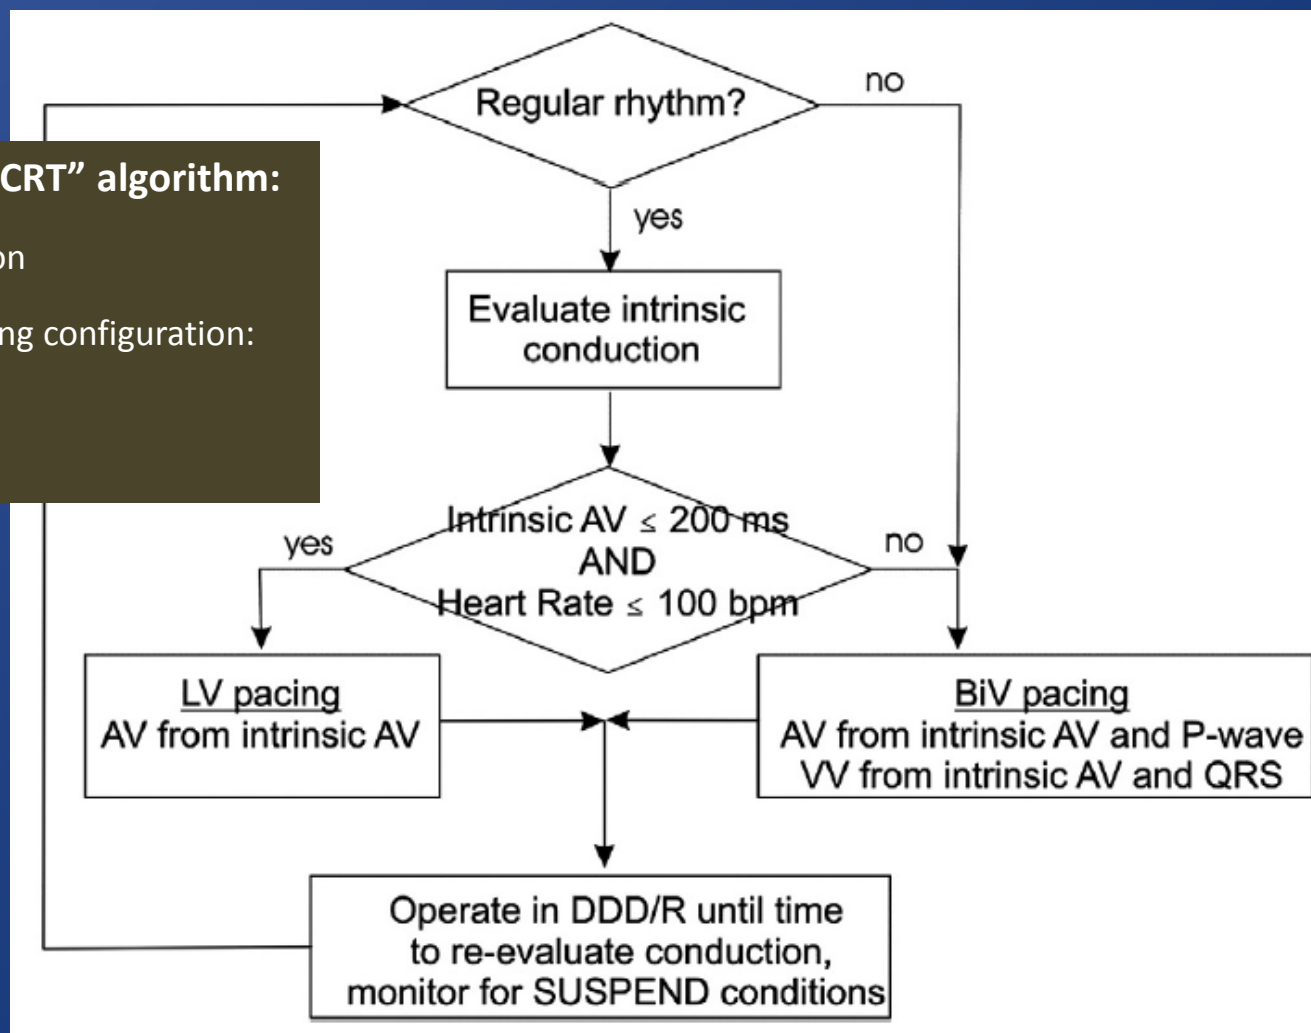 Regular rhythm?
no
CRT” algorithm:
yes
on
ng configuration:
Evaluate intrinsic
conduction
Intrinsic AV ≤ 200 ms
AND
Heart Rate ≤ 100 bpm
yes
no
LV pacing
AV from intrinsic AV
BiV pacing
AV from intrinsic AV and P-wave
VV from intrinsic AV and QRS
Operate in DDD/R until time
to re-evaluate conduction,
monitor for SUSPEND conditions